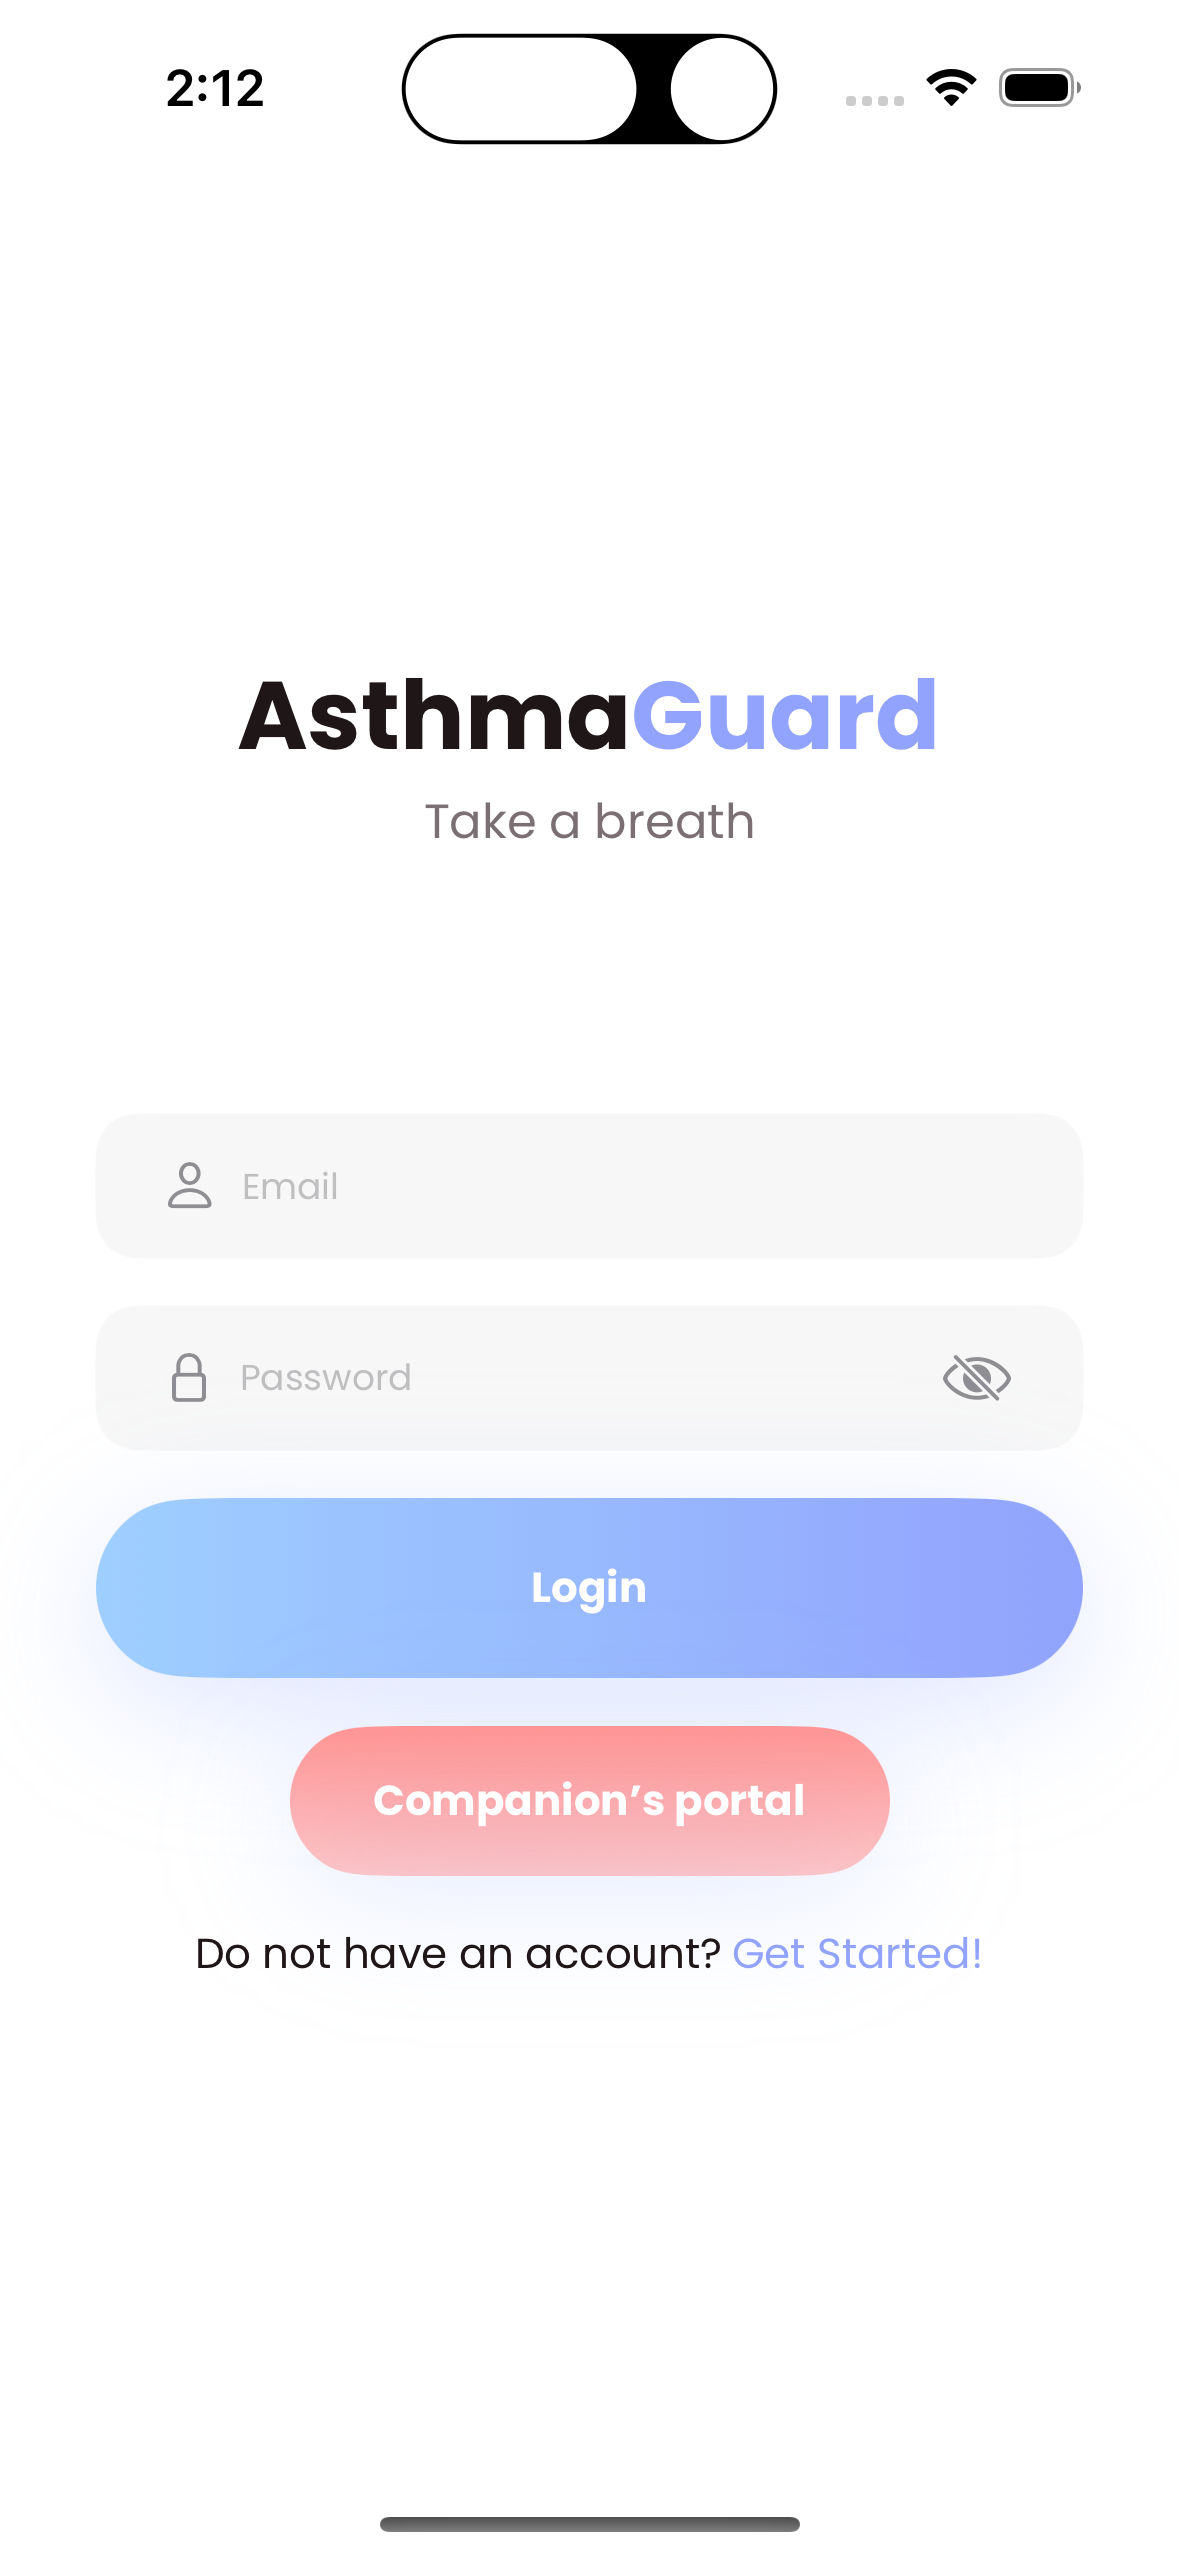 2:12
AsthmaGuard
Take a breath
Email
Password
Login
Companion’s portal
Do not have an account? Get Started!